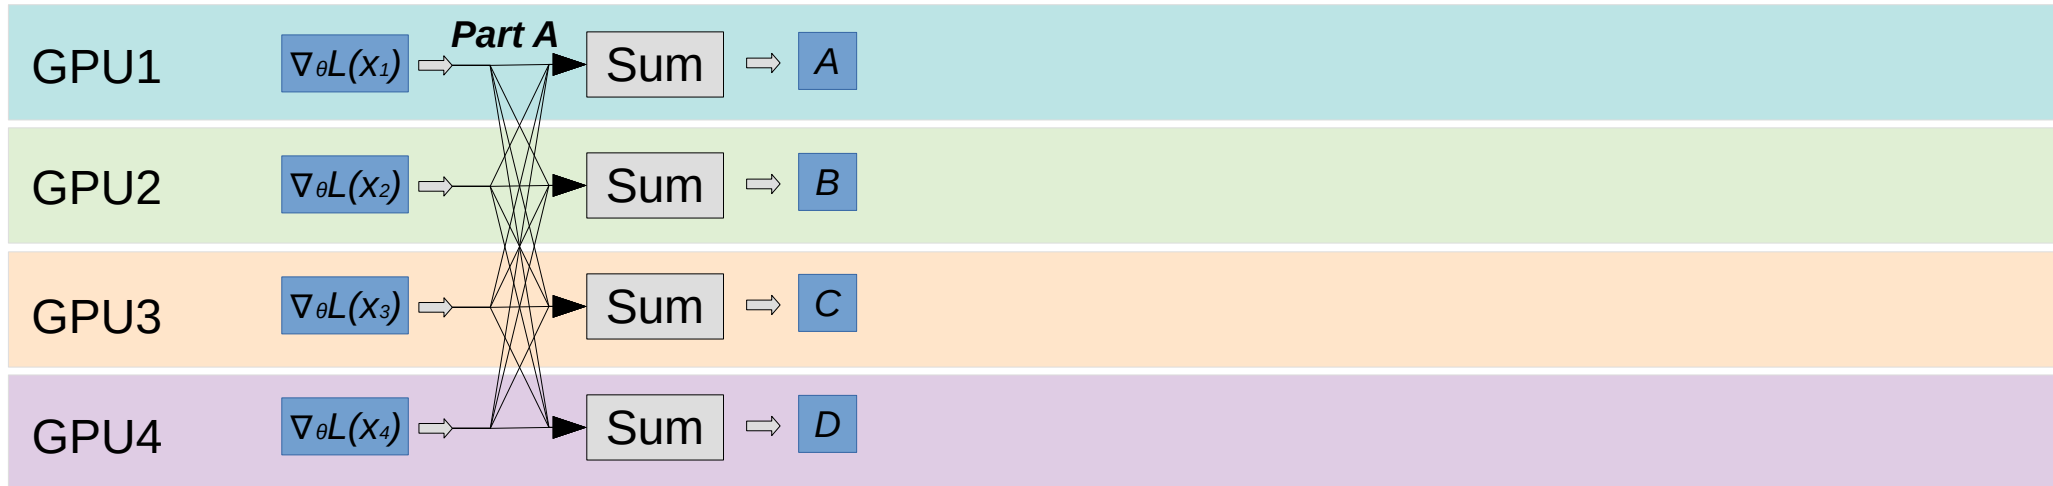 Part A
GPU1 ∇θL(x1) Sum A
GPU2 ∇θL(x2) Sum B
GPU3 ∇θL(x3) Sum C
GPU4 ∇θL(x4) Sum D